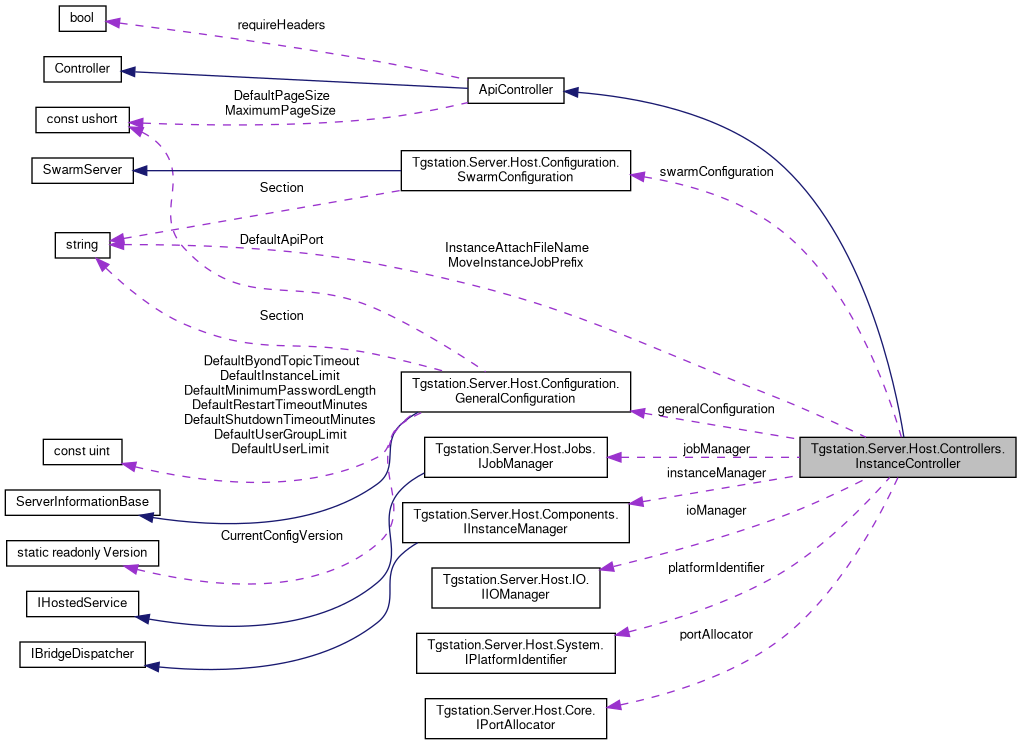 bool
requireHeaders
Controller
ApiController
DefaultPageSize
MaximumPageSize
const ushort
SwarmServer
Tgstation.Server.Host.Configuration.
SwarmConfiguration
swarmConfiguration
Section
string
DefaultApiPort
InstanceAttachFileName
MoveInstanceJobPrefix
Section
DefaultByondTopicTimeout
DefaultInstanceLimit
DefaultMinimumPasswordLength
DefaultRestartTimeoutMinutes
DefaultShutdownTimeoutMinutes
DefaultUserGroupLimit
DefaultUserLimit
Tgstation.Server.Host.Configuration.
GeneralConfiguration
generalConfiguration
const uint
Tgstation.Server.Host.Jobs.
IJobManager
jobManager
Tgstation.Server.Host.Controllers.
InstanceController
instanceManager
ServerInformationBase
Tgstation.Server.Host.Components.
IInstanceManager
ioManager
CurrentConfigVersion
static readonly Version
Tgstation.Server.Host.IO.
IIOManager
platformIdentifier
IHostedService
Tgstation.Server.Host.System.
IPlatformIdentifier
portAllocator
IBridgeDispatcher
Tgstation.Server.Host.Core.
IPortAllocator